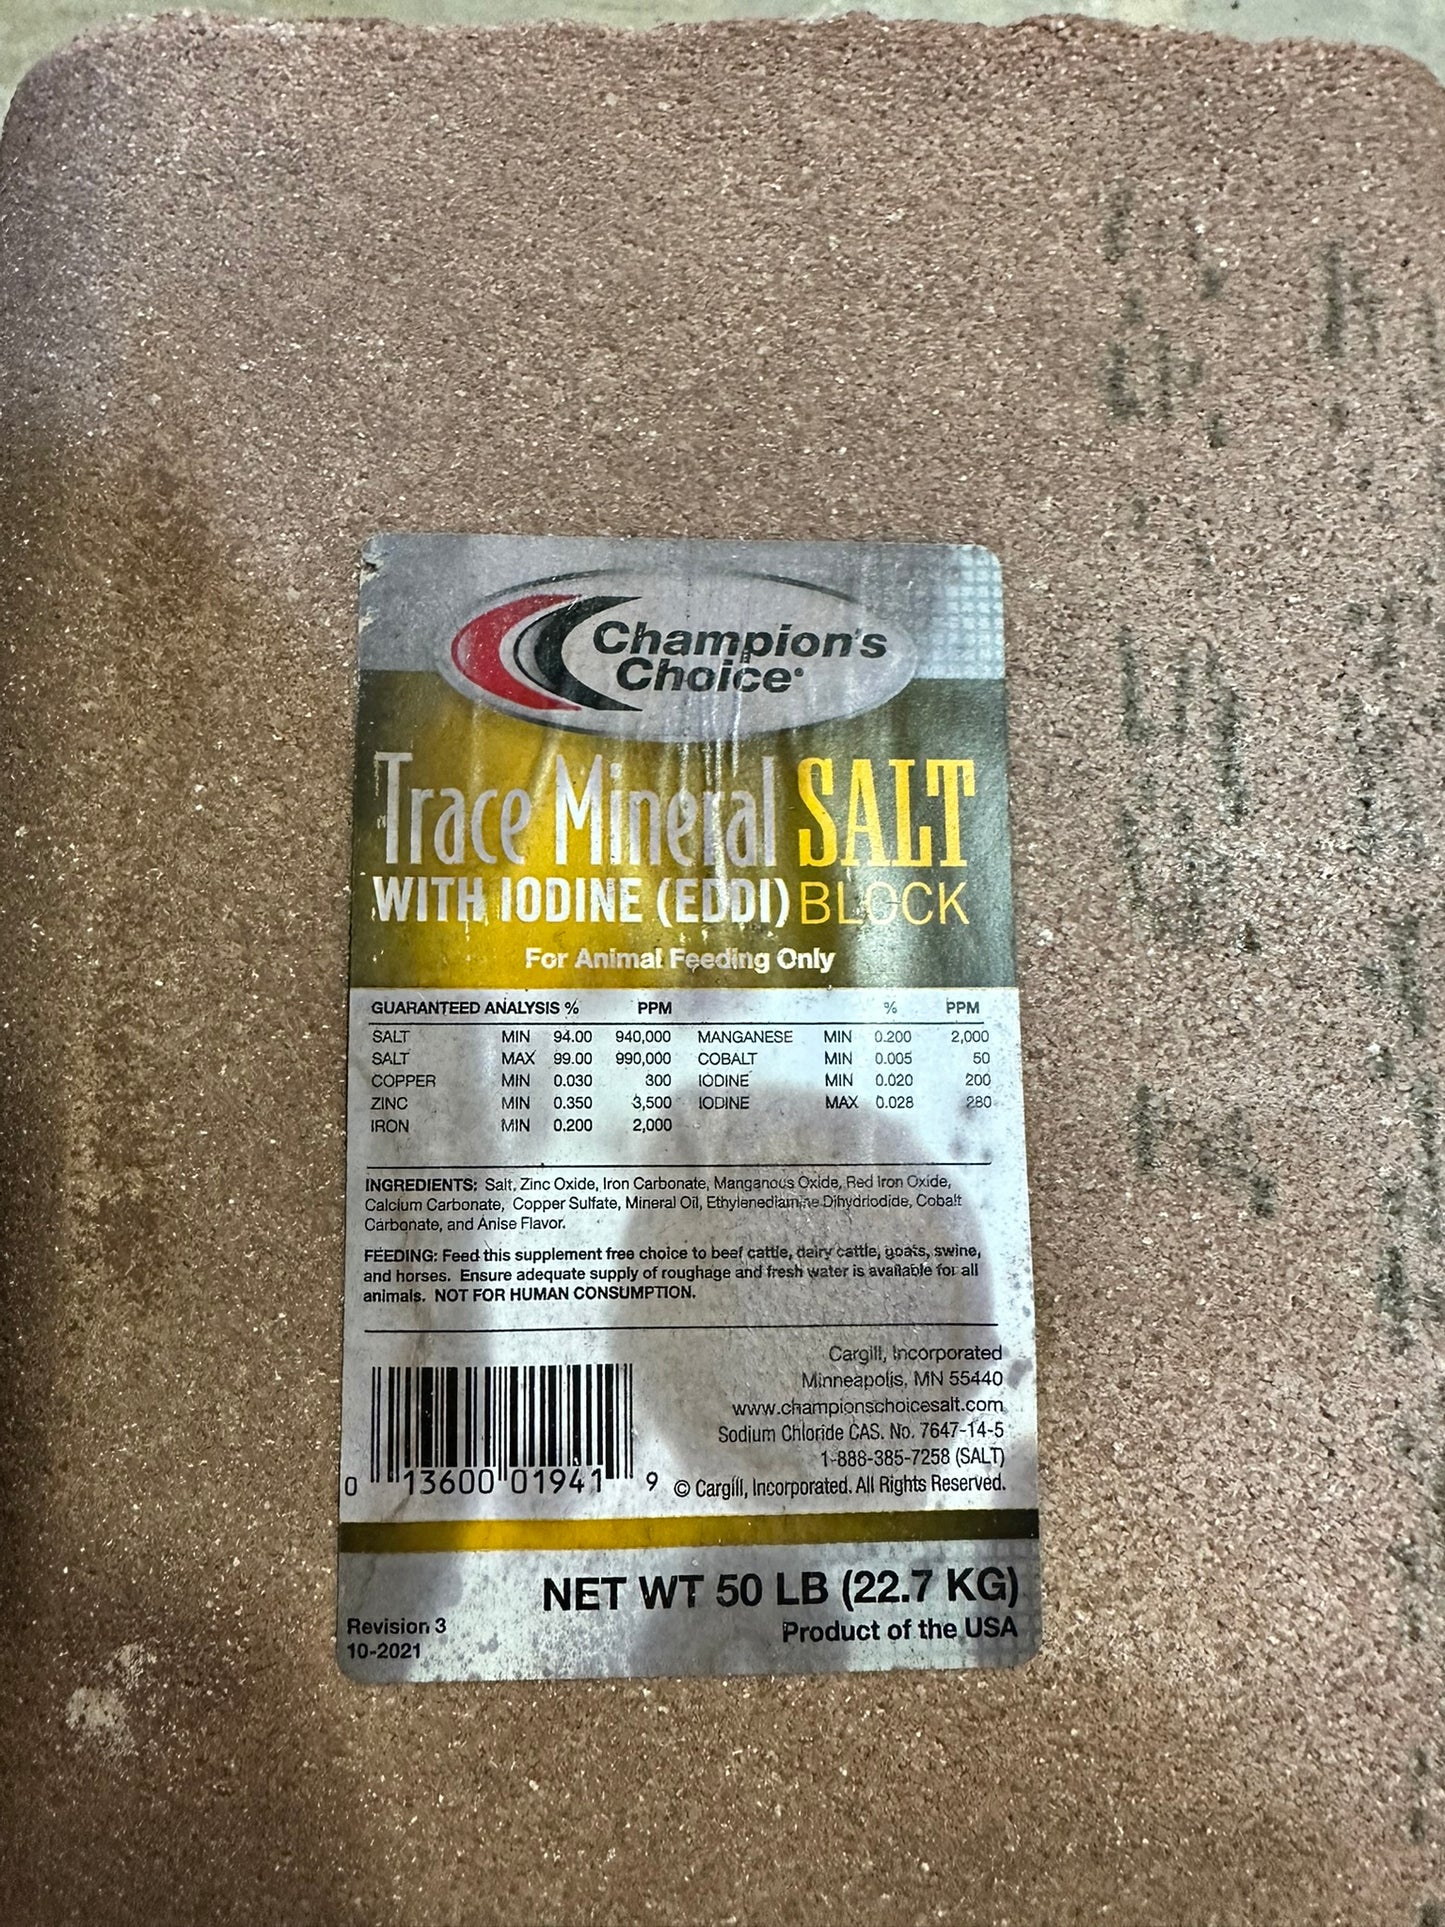 Champion's
Choice®
Trace Mineral SALT
WITH IODINE (EDDI) BLOCK
For Animal Feeding Only
GUARANTEED ANALYSIS % PPM % PPM
SALT MIN 94.00 940,000 MANGANESE MIN 0.200 2,000
SALT MAX 99.00 990,000 COBALT MIN 0.005 50
COPPER MIN 0.030 300 IODINE MIN 0.020 200
ZINC MIN 0.350 3,500 IODINE MAX 0.028 280
IRON MIN 0.200 2,000
INGREDIENTS: Salt, Zinc Oxide, Iron Carbonate, Manganous Oxide, Red Iron Oxide,
Calcium Carbonate, Copper Sulfate, Mineral Oil, Ethylenediamine Dihydriodide, Cobalt
Carbonate, and Anise Flavor.
FEEDING: Feed this supplement free choice to beef cattle, dairy cattle, goats, swine,
and horses. Ensure adequate supply of roughage and fresh water is available for all
animals. NOT FOR HUMAN CONSUMPTION.
Cargill, Incorporated
Minneapolis, MN 55440
www.championschoicesalt.com
Sodium Chloride CAS. No. 7647-14-5
1-888-385-7258 (SALT)
0 13600 01941 9 © Cargill, Incorporated. All Rights Reserved.
NET WT 50 LB (22.7 KG)
Revision 3 Product of the USA
10-2021